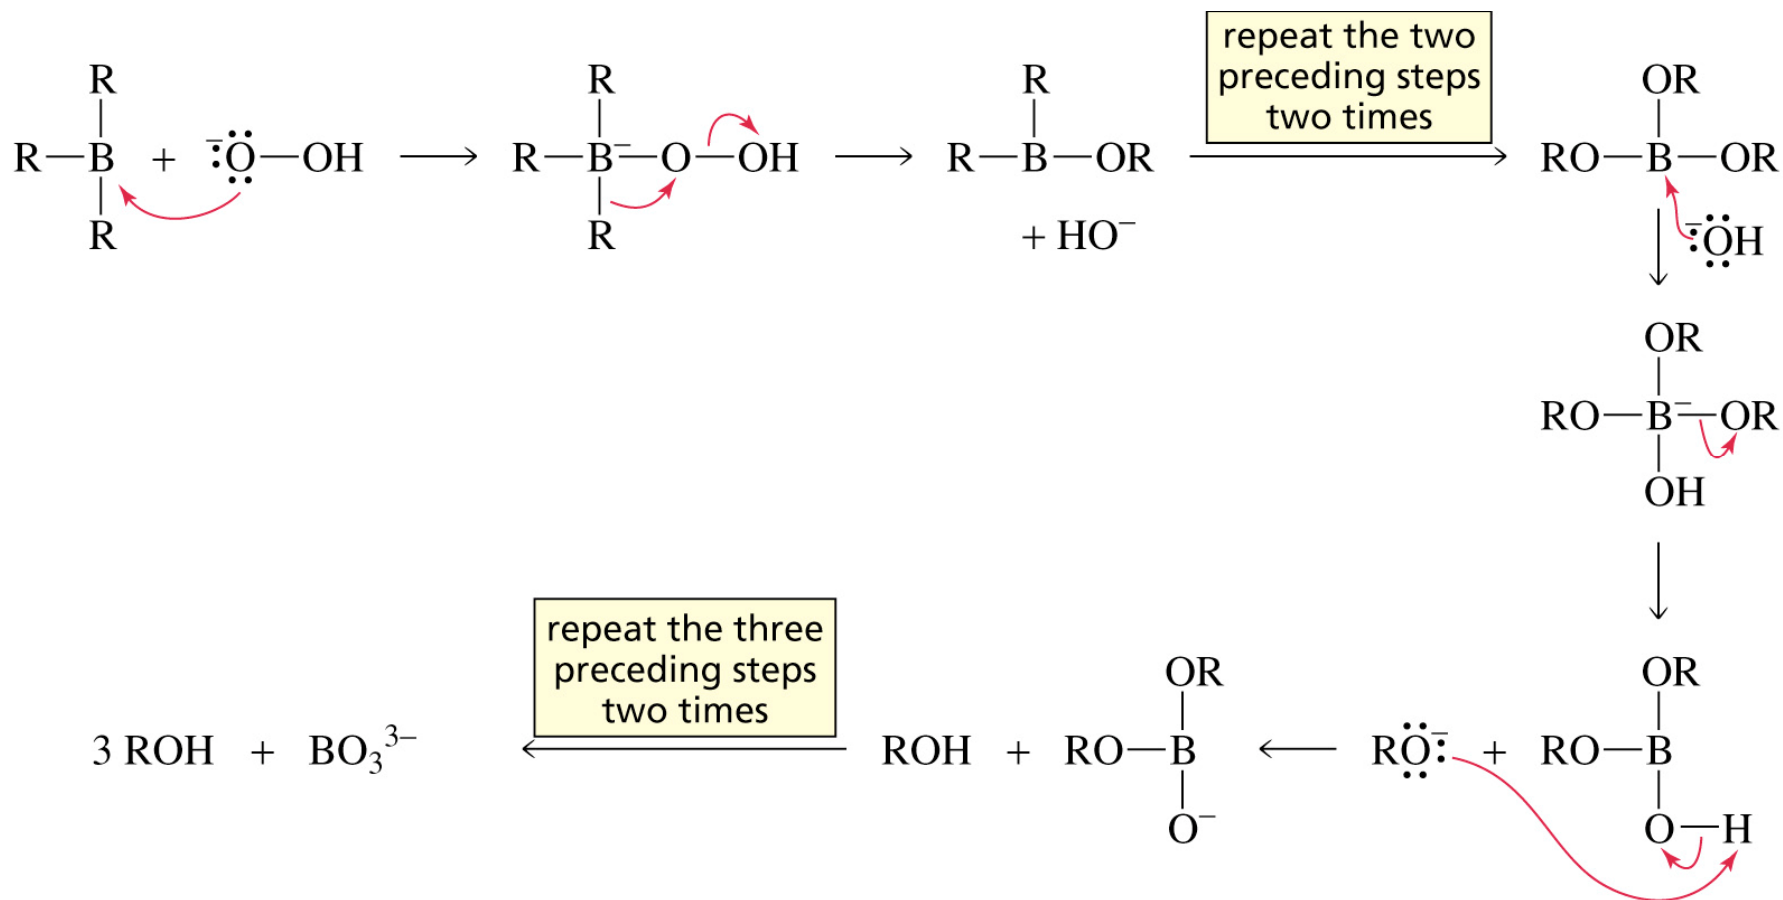 repeat the two
preceding steps
two times
R
R
R
OR
R—B + ⁻:Ö—OH → R—B⁻—O—OH → R—B—OR → RO—B—OR
R
R
+ HO⁻
⁻:ÖH
OR
RO—B⁻—OR
OH
repeat the three
preceding steps
two times
OR
OR
3 ROH + BO₃³⁻ ← ROH + RO—B ← RÖ:⁻ + RO—B
O⁻
O—H